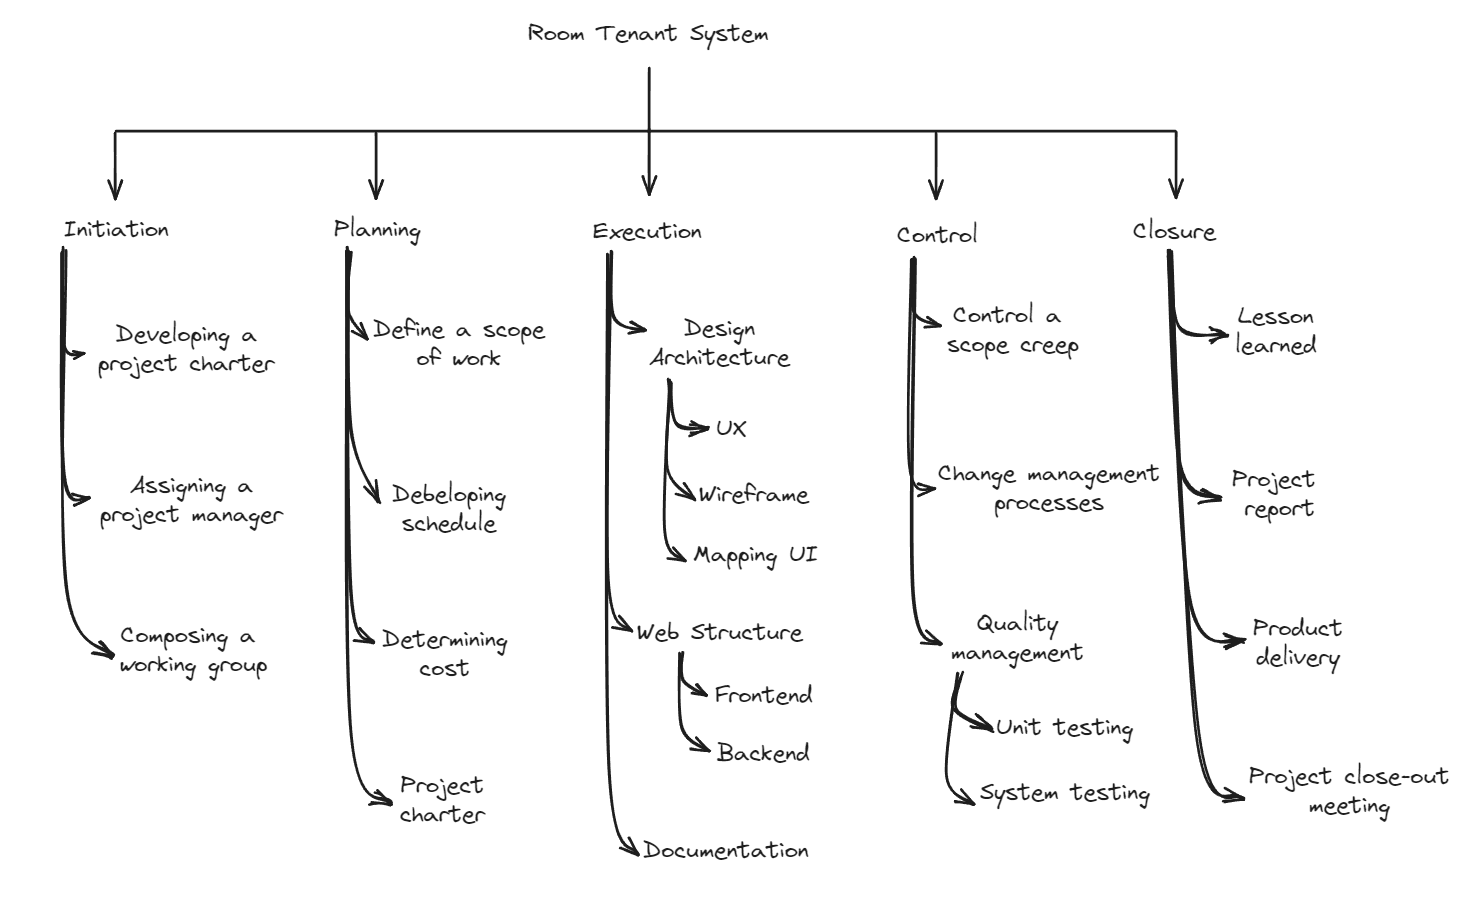 Room Tenant System
Initiation
Developing a
project charter
Assigning a
project manager
Composing a
working group
Planning
Define a scope
of work
Debeloping
schedule
Determining
cost
Project
charter
Execution
Design
Architecture
UX
Wireframe
Mapping UI
Web Structure
Frontend
Backend
Documentation
Control
Control a
scope creep
Change management
processes
Quality
management
Unit testing
System testing
Closure
Lesson
learned
Project
report
Product
delivery
Project close-out
meeting